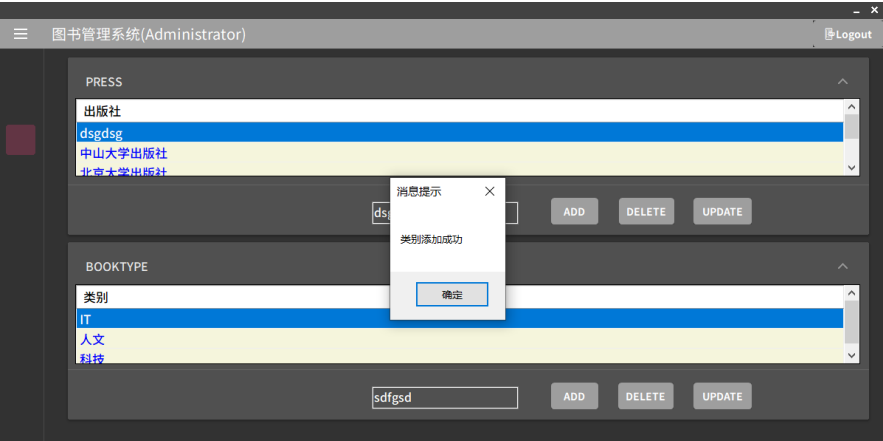 图书管理系统(Administrator)
Logout
PRESS
出版社
dsgdsg
中山大学出版社
北京大学出版社
消息提示
类别添加成功
确定
ds
ADD
DELETE
UPDATE
BOOKTYPE
类别
IT
人文
科技
sdfgsd
ADD
DELETE
UPDATE